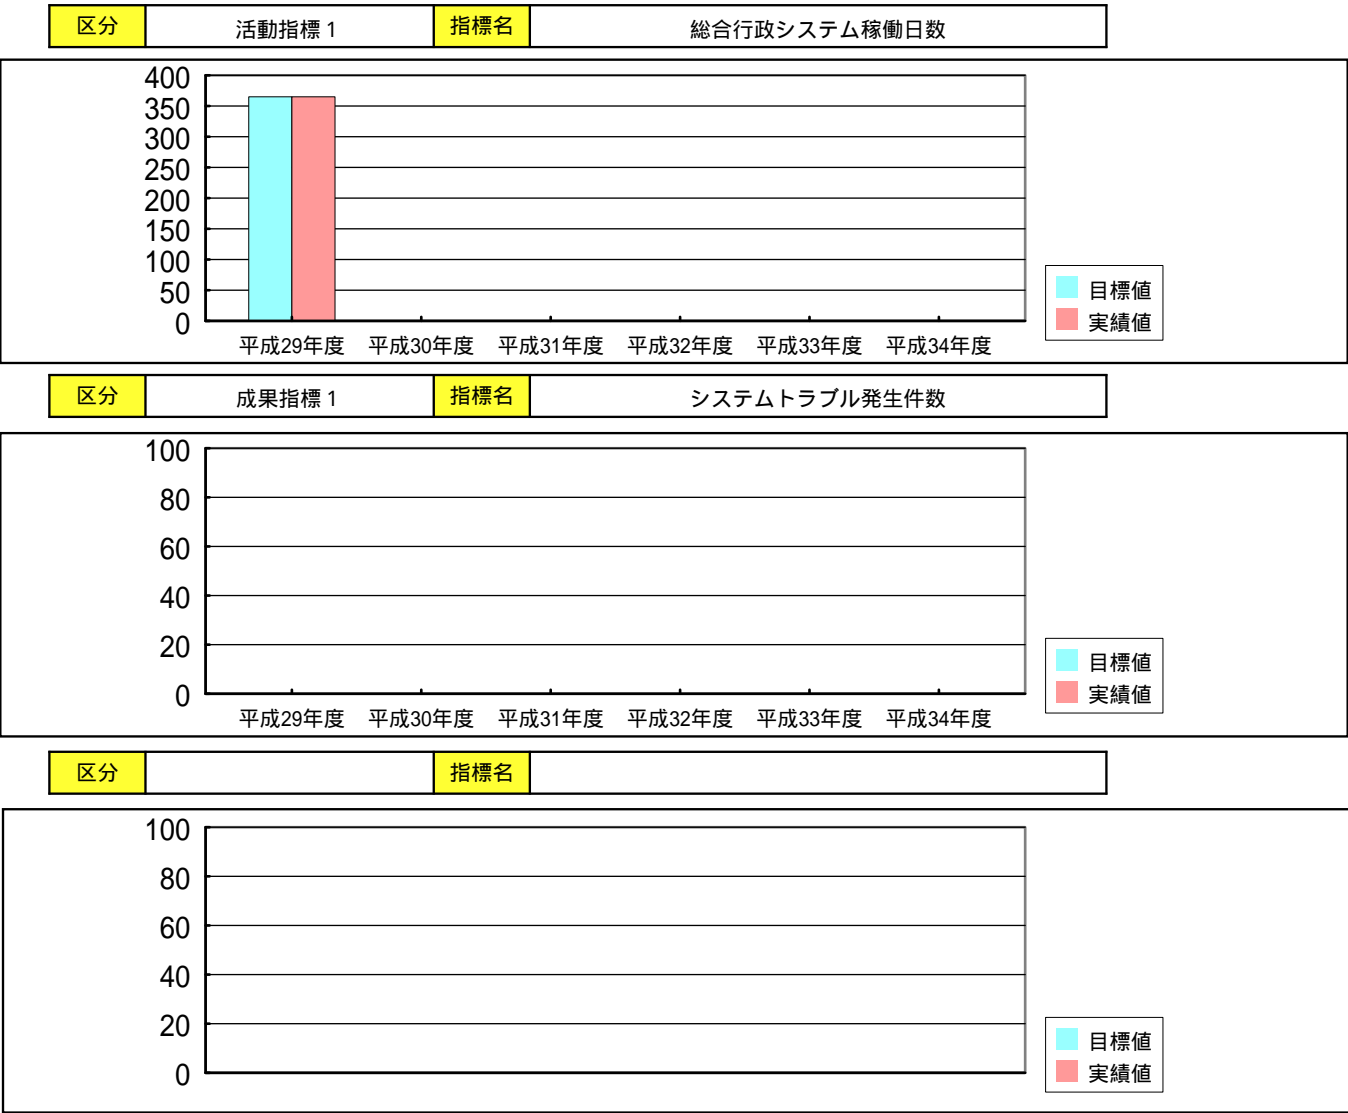 区分 活動指標１ 指標名 総合行政システム稼働日数
400
350
300
250
200
150
100
50
0
平成29年度 平成30年度 平成31年度 平成32年度 平成33年度 平成34年度
目標値
実績値
区分 成果指標１ 指標名 システムトラブル発生件数
100
80
60
40
20
0
平成29年度 平成30年度 平成31年度 平成32年度 平成33年度 平成34年度
目標値
実績値
区分 指標名
100
80
60
40
20
0
目標値
実績値